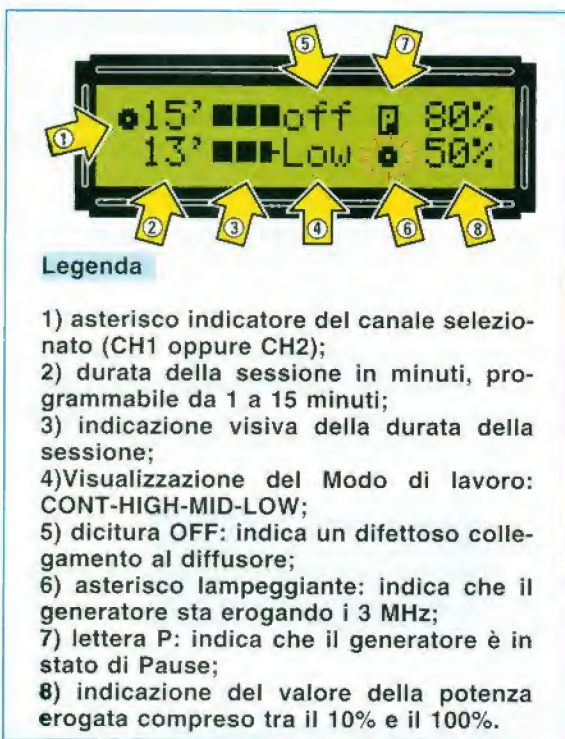 5 7
15' off P 80%
1
13' Low 50%
2 3 4 6 8
Legenda
1) asterisco indicatore del canale selezio-
nato (CH1 oppure CH2);
2) durata della sessione in minuti, pro-
grammabile da 1 a 15 minuti;
3) indicazione visiva della durata della
sessione;
4)Visualizzazione del Modo di lavoro:
CONT-HIGH-MID-LOW;
5) dicitura OFF: indica un difettoso colle-
gamento al diffusore;
6) asterisco lampeggiante: indica che il
generatore sta erogando i 3 MHz;
7) lettera P: indica che il generatore è in
stato di Pause;
8) indicazione del valore della potenza
erogata compreso tra il 10% e il 100%.